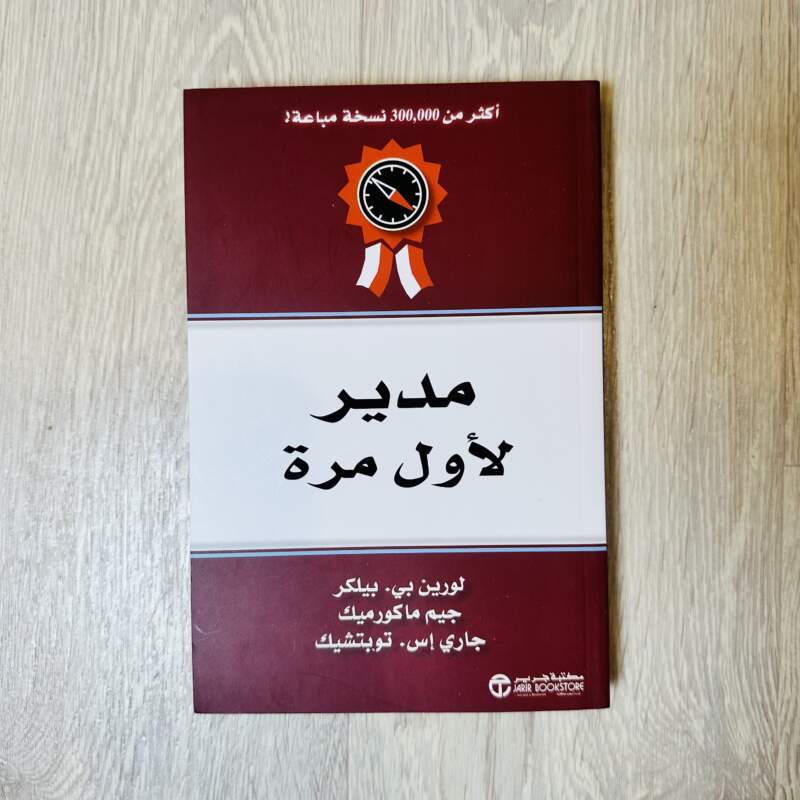 أكثر من 300,000 نسخة مباعة!
مدير
لأول مرة
لورين بي. بيلكر
جيم ماكورميك
جاري إس. توبتشيك
مكتبة جرير
JARIR BOOKSTORE